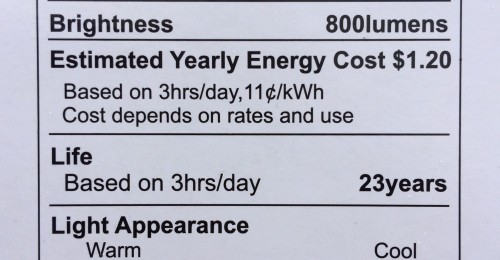 Brightness 800lumens
Estimated Yearly Energy Cost $1.20
Based on 3hrs/day,11¢/kWh
Cost depends on rates and use
Life
Based on 3hrs/day 23years
Light Appearance
Warm Cool